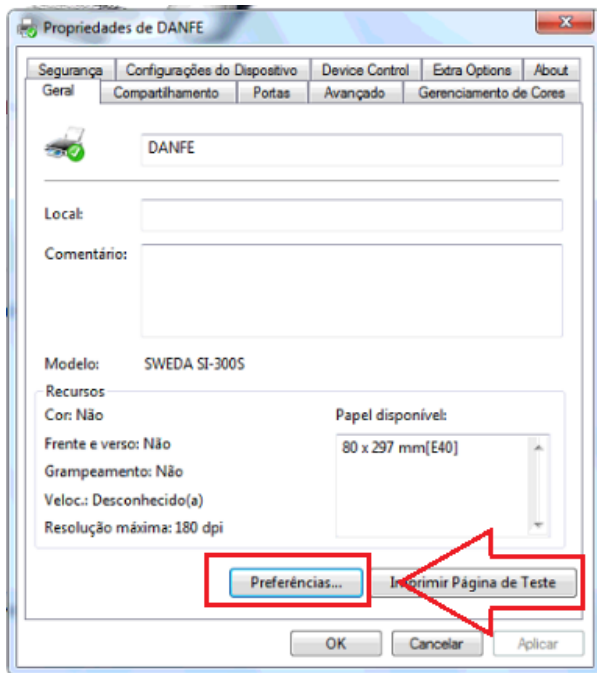 Propriedades de DANFE
Segurança Configurações do Dispositivo Device Control Extra Options About
Geral Compartilhamento Portas Avançado Gerenciamento de Cores
DANFE
Local:
Comentário:
Modelo: SWEDA SI-300S
Recursos
Cor: Não Papel disponível:
Frente e verso: Não 80 x 297 mm[E40]
Grampeamento: Não
Veloc.: Desconhecido(a)
Resolução máxima: 180 dpi
Preferências... Imprimir Página de Teste
OK Cancelar Aplicar